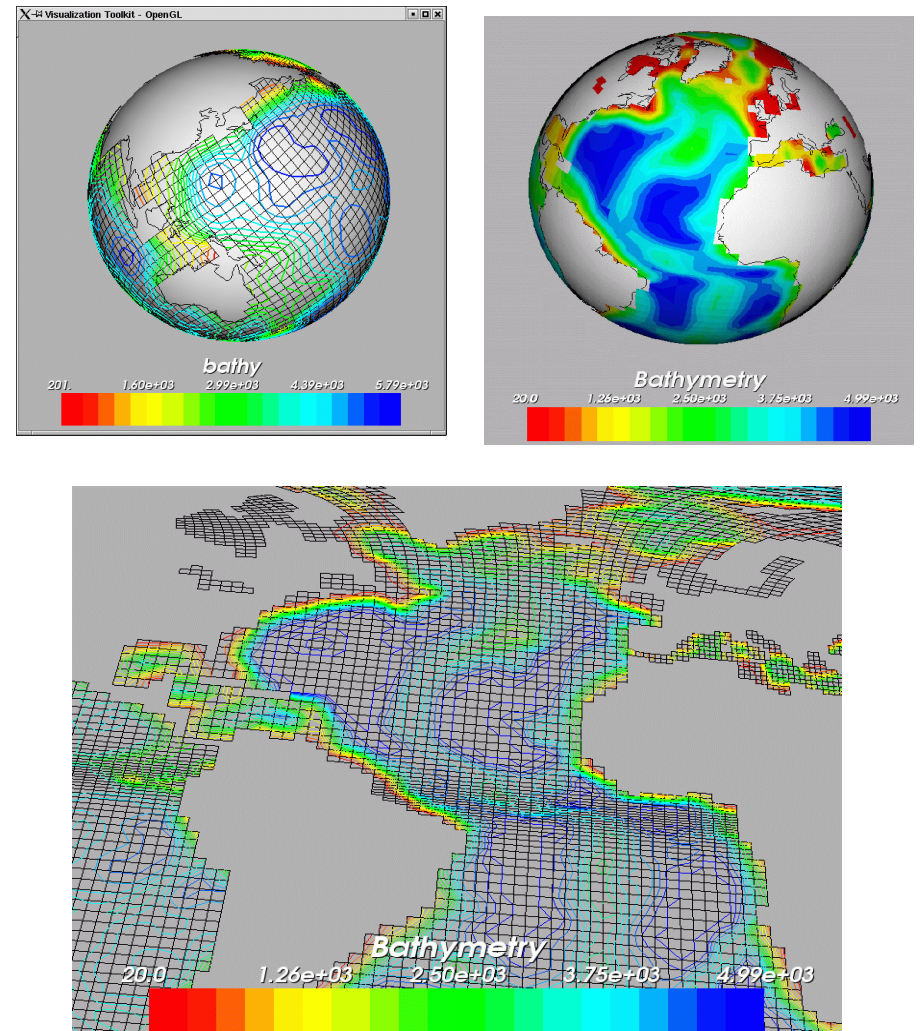 Visualization Toolkit - OpenGL
bathy
201. 1.60e+03 2.99e+03 4.39e+03 5.79e+03
Bathymetry
20.0 1.26e+03 2.50e+03 3.75e+03 4.99e+03
Bathymetry
20.0 1.26e+03 2.50e+03 3.75e+03 4.99e+03